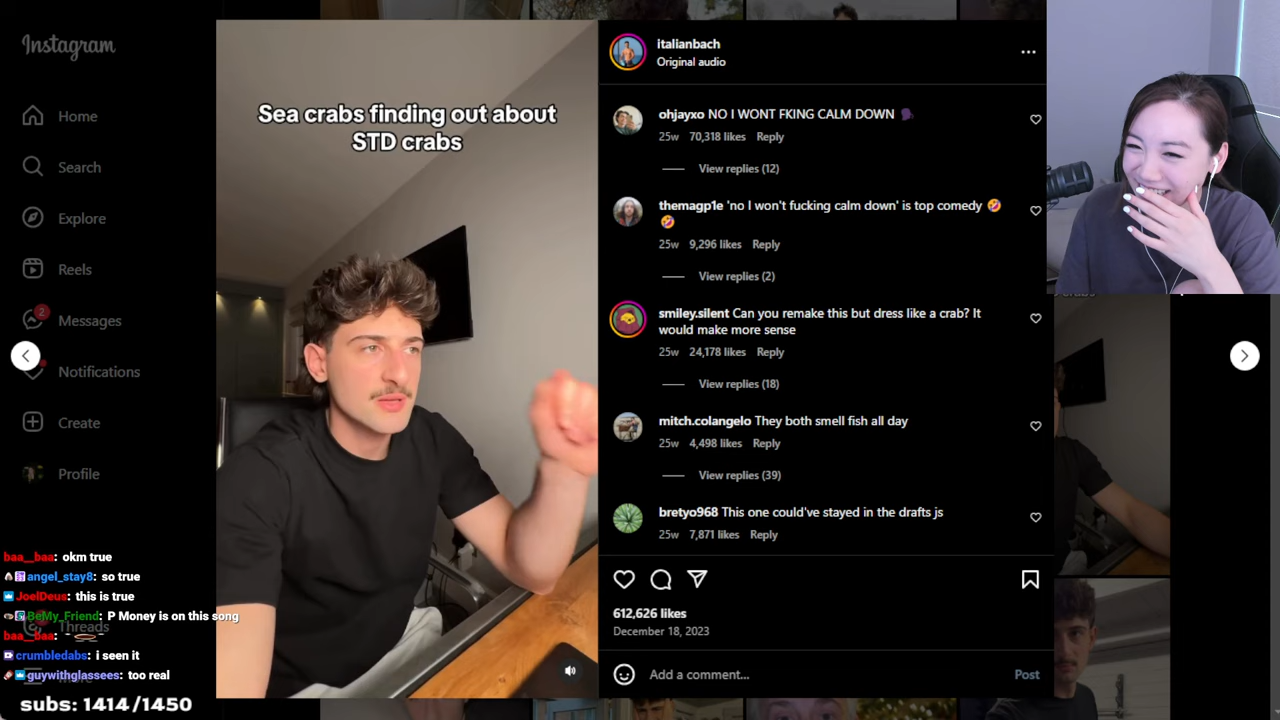 Instagram
Home
Search
Explore
Reels
2
Messages
Notifications
Create
Profile
Threads
Sea crabs finding out about
STD crabs
italianbach
Original audio
ohjayxo NO I WONT FKING CALM DOWN 🗣
25w 70,318 likes Reply
View replies (12)
themagp1e 'no I won't fucking calm down' is top comedy 🤣
🤣
25w 9,296 likes Reply
View replies (2)
smiley.silent Can you remake this but dress like a crab? It
would make more sense
25w 24,178 likes Reply
View replies (18)
mitch.colangelo They both smell fish all day
25w 4,498 likes Reply
View replies (39)
bretyo968 This one could've stayed in the drafts js
25w 7,871 likes Reply
612,626 likes
December 18, 2023
Add a comment... Post
baa__baa: okm true
angel_stay8: so true
JoelDeus: this is true
BeMy_Friend: P Money is on this song
baa__baa:
crumbledabs: i seen it
guywithglassees: too real
subs: 1414/1450